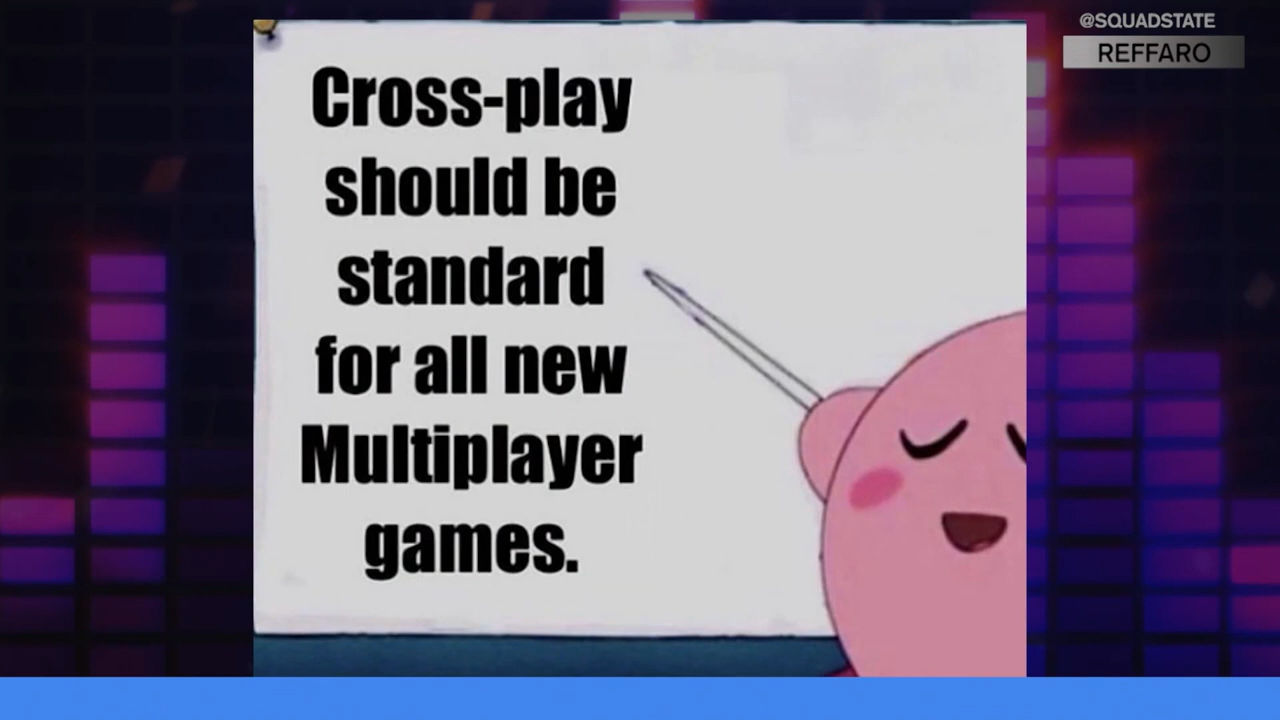 @SQUADSTATE
REFFARO
Cross-play
should be
standard
for all new
Multiplayer
games.